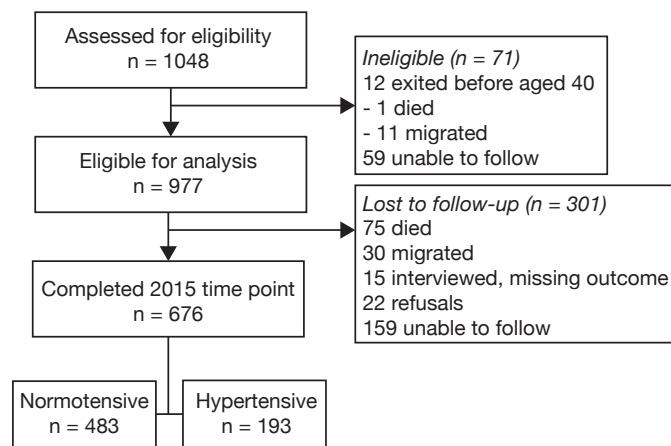 Assessed for eligibility
n = 1048
Ineligible (n = 71)
12 exited before aged 40
- 1 died
- 11 migrated
59 unable to follow
Eligible for analysis
n = 977
Lost to follow-up (n = 301)
75 died
30 migrated
15 interviewed, missing outcome
22 refusals
159 unable to follow
Completed 2015 time point
n = 676
Normotensive
n = 483
Hypertensive
n = 193